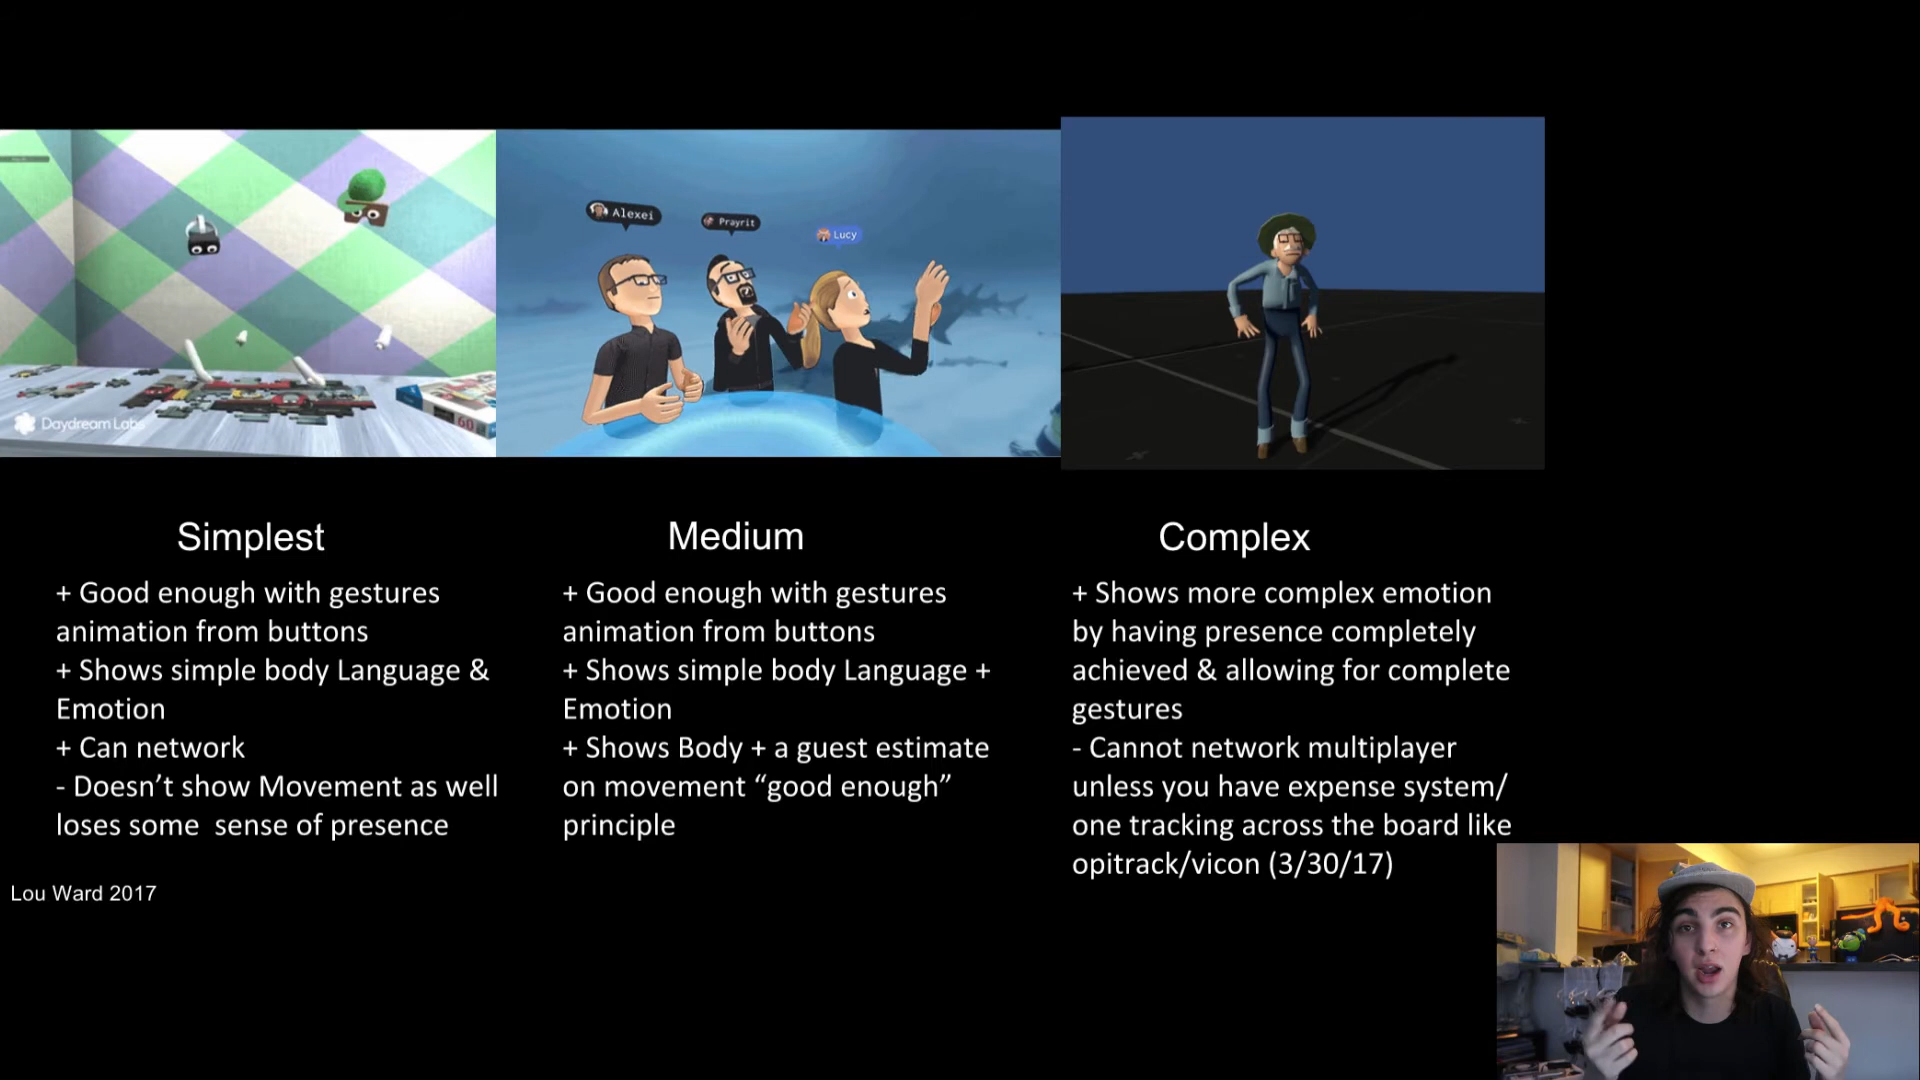 Alexei
Prayrit
Lucy
Daydream Labs
60
Simplest
+ Good enough with gestures
animation from buttons
+ Shows simple body Language &
Emotion
+ Can network
- Doesn’t show Movement as well
loses some sense of presence
Medium
+ Good enough with gestures
animation from buttons
+ Shows simple body Language +
Emotion
+ Shows Body + a guest estimate
on movement “good enough”
principle
Complex
+ Shows more complex emotion
by having presence completely
achieved & allowing for complete
gestures
- Cannot network multiplayer
unless you have expense system/
one tracking across the board like
opitrack/vicon (3/30/17)
Lou Ward 2017